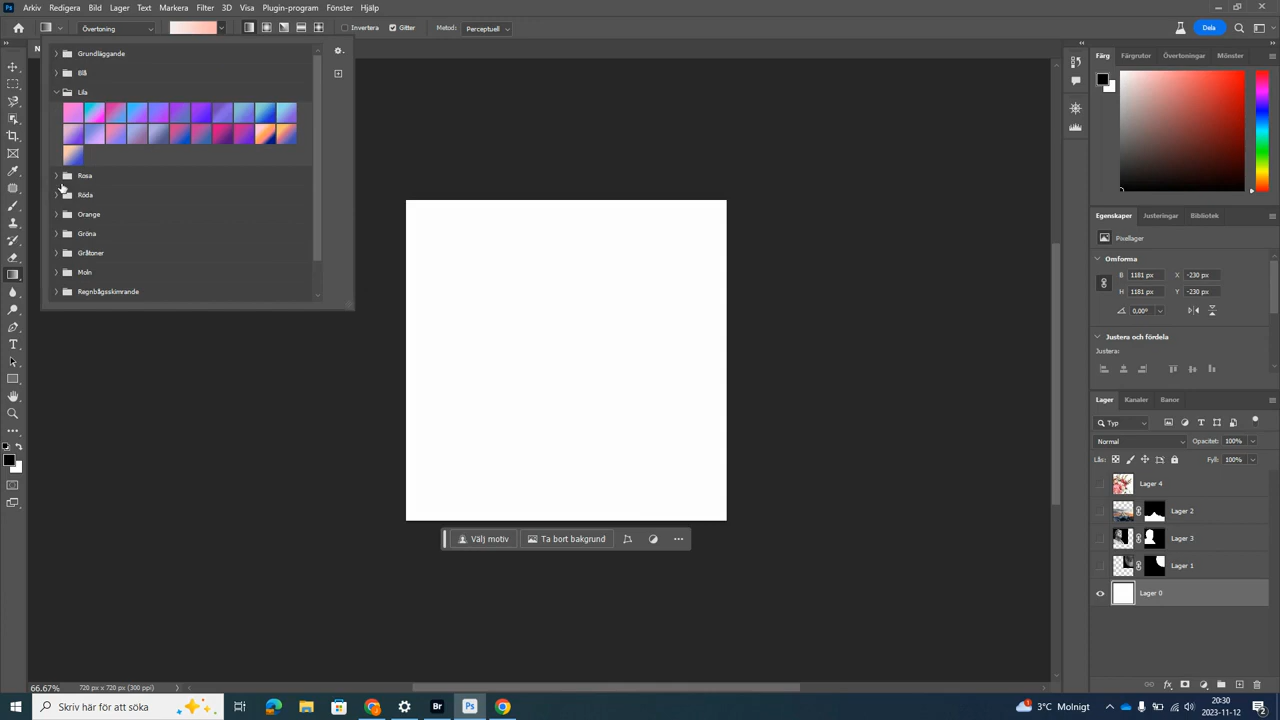 Ps Arkiv Redigera Bild Lager Text Markera Filter 3D Visa Plugin-program Fönster Hjälp
Övertoning Invertera Gitter Metod: Perceptuell Dela
Grundläggande
Blå
Lila
Rosa
Röda
Orange
Gröna
Gråtoner
Moln
Regnbågsskimrande
Välj motiv Ta bort bakgrund
Färg Färgrutor Övertoningar Mönster
Egenskaper Justeringar Bibliotek
Pixellager
Omforma
B 1181 px X -230 px
H 1181 px Y -230 px
0,00°
Justera och fördela
Justera:
Lager Kanaler Banor
Typ
Normal Opacitet: 100%
Lås: Fyll: 100%
Lager 4
Lager 2
Lager 3
Lager 1
Lager 0
66.67% 720 px x 720 px (300 ppi)
Skriv här för att söka
Br Ps
3°C Molnigt
20:30
2023-11-12
2